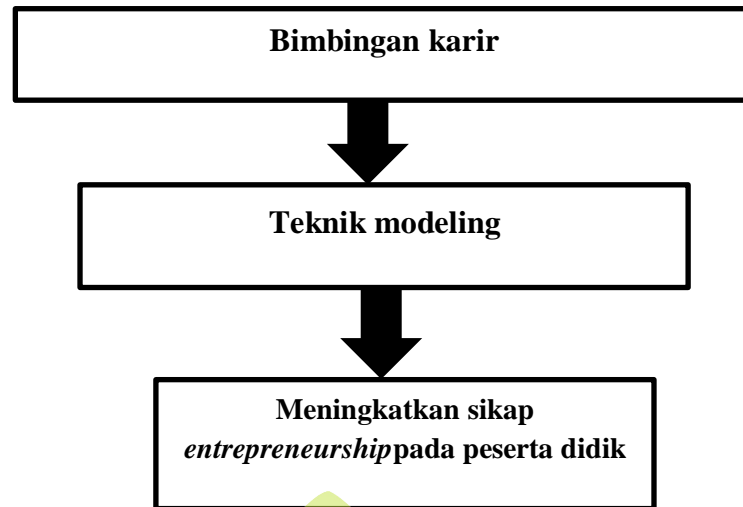 Bimbingan karir
Teknik modeling
Meningkatkan sikap
entrepreneurshippada peserta didik